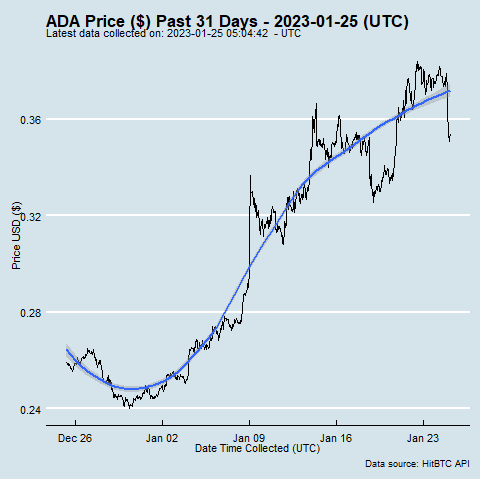 ADA Price ($) Past 31 Days - 2023-01-25 (UTC)
Latest data collected on: 2023-01-25 05:04:42 - UTC
0.36
0.32
0.28
0.24
Price USD ($)
Dec 26
Jan 02
Jan 09
Jan 16
Jan 23
Date Time Collected (UTC)
Data source: HitBTC API